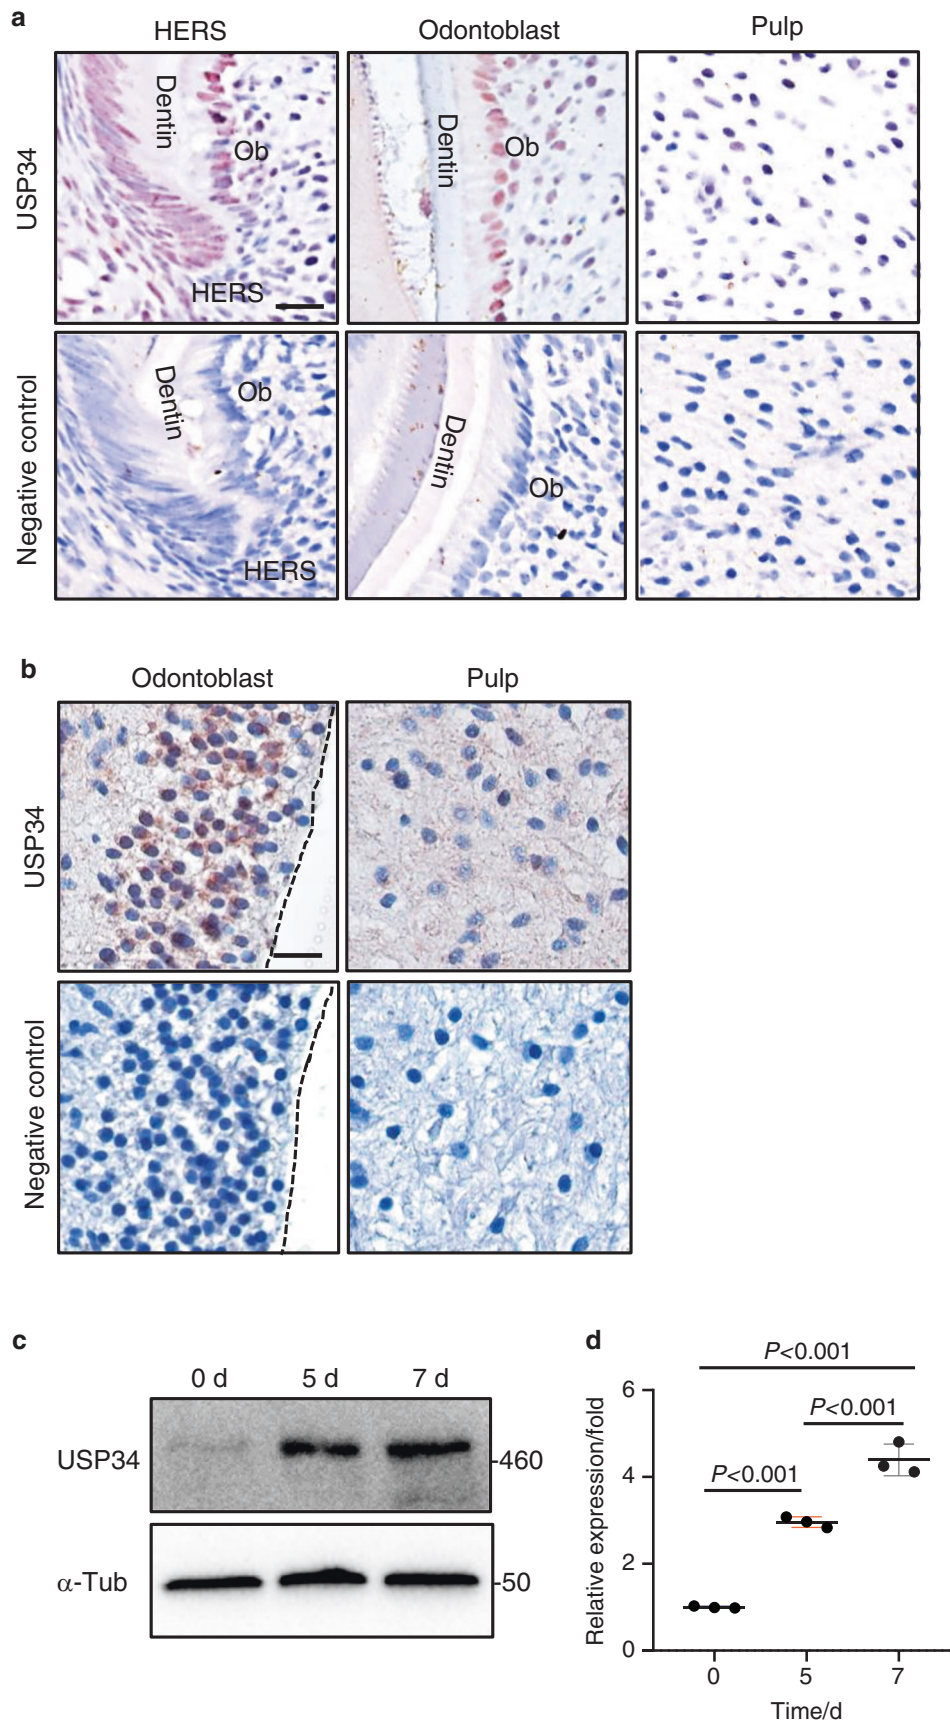 a
HERS Odontoblast Pulp
USP34
Dentin
Ob
HERS
Dentin
Ob
Negative control
Dentin
Ob
HERS
Dentin
Ob
b
Odontoblast Pulp
USP34
Negative control
c
0 d 5 d 7 d
USP34
-460
α-Tub
-50
d
P<0.001
P<0.001
P<0.001
Relative expression/fold
6
4
2
0
0 5 7
Time/d